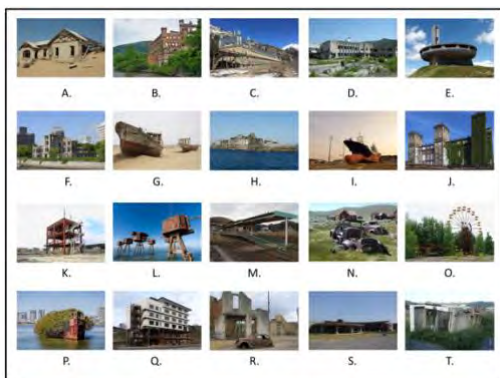 A. B. C. D. E.
F. G. H. I. J.
K. L. M. N. O.
P. Q. R. S. T.